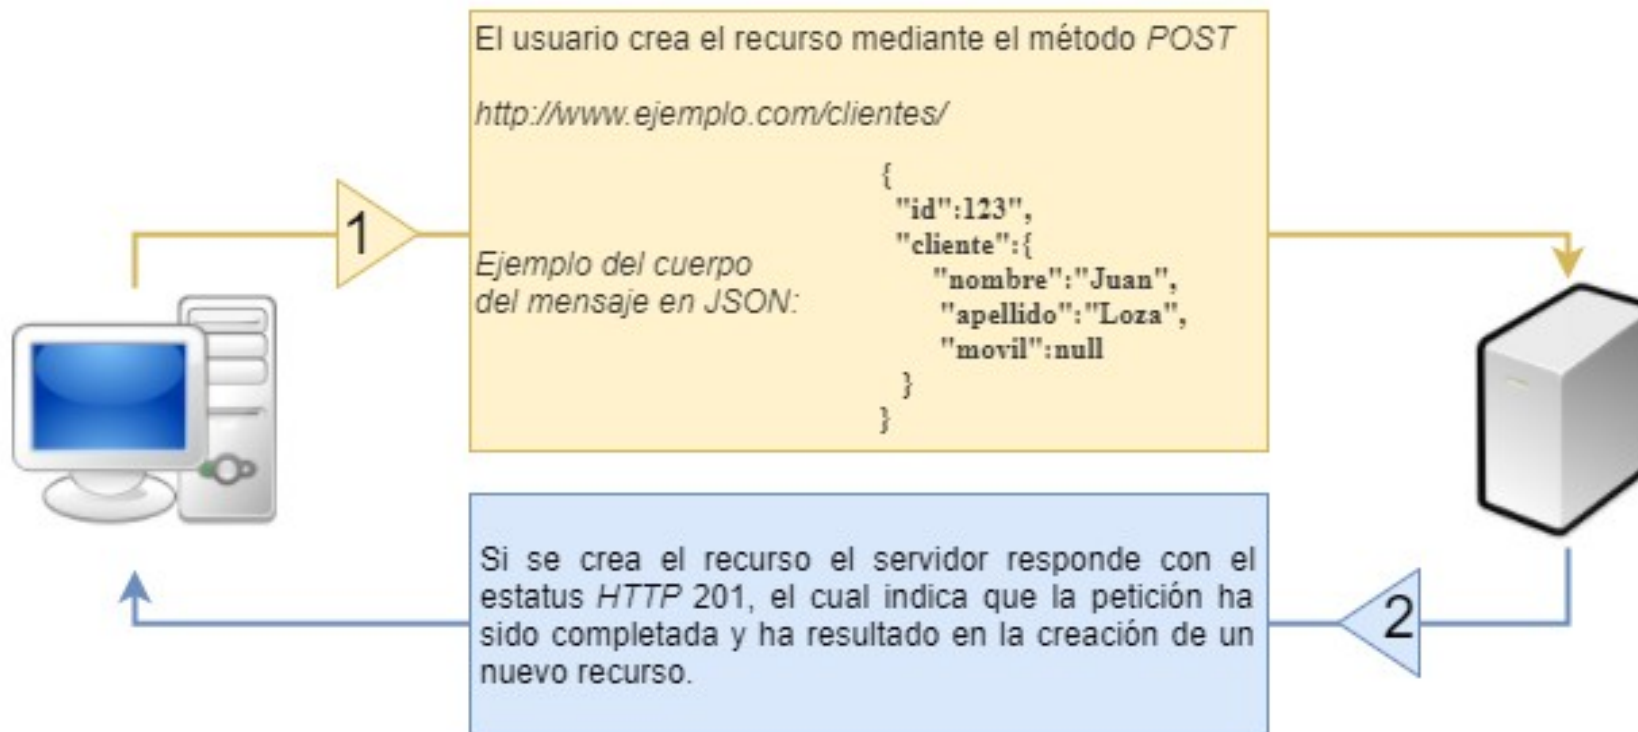 El usuario crea el recurso mediante el método POST
http://www.ejemplo.com/clientes/
{
"id":123",
"cliente":{
"nombre":"Juan",
"apellido":"Loza",
"movil":null
}
}
Ejemplo del cuerpo
del mensaje en JSON:
1
Si se crea el recurso el servidor responde con el
estatus HTTP 201, el cual indica que la petición ha
sido completada y ha resultado en la creación de un
nuevo recurso.
2